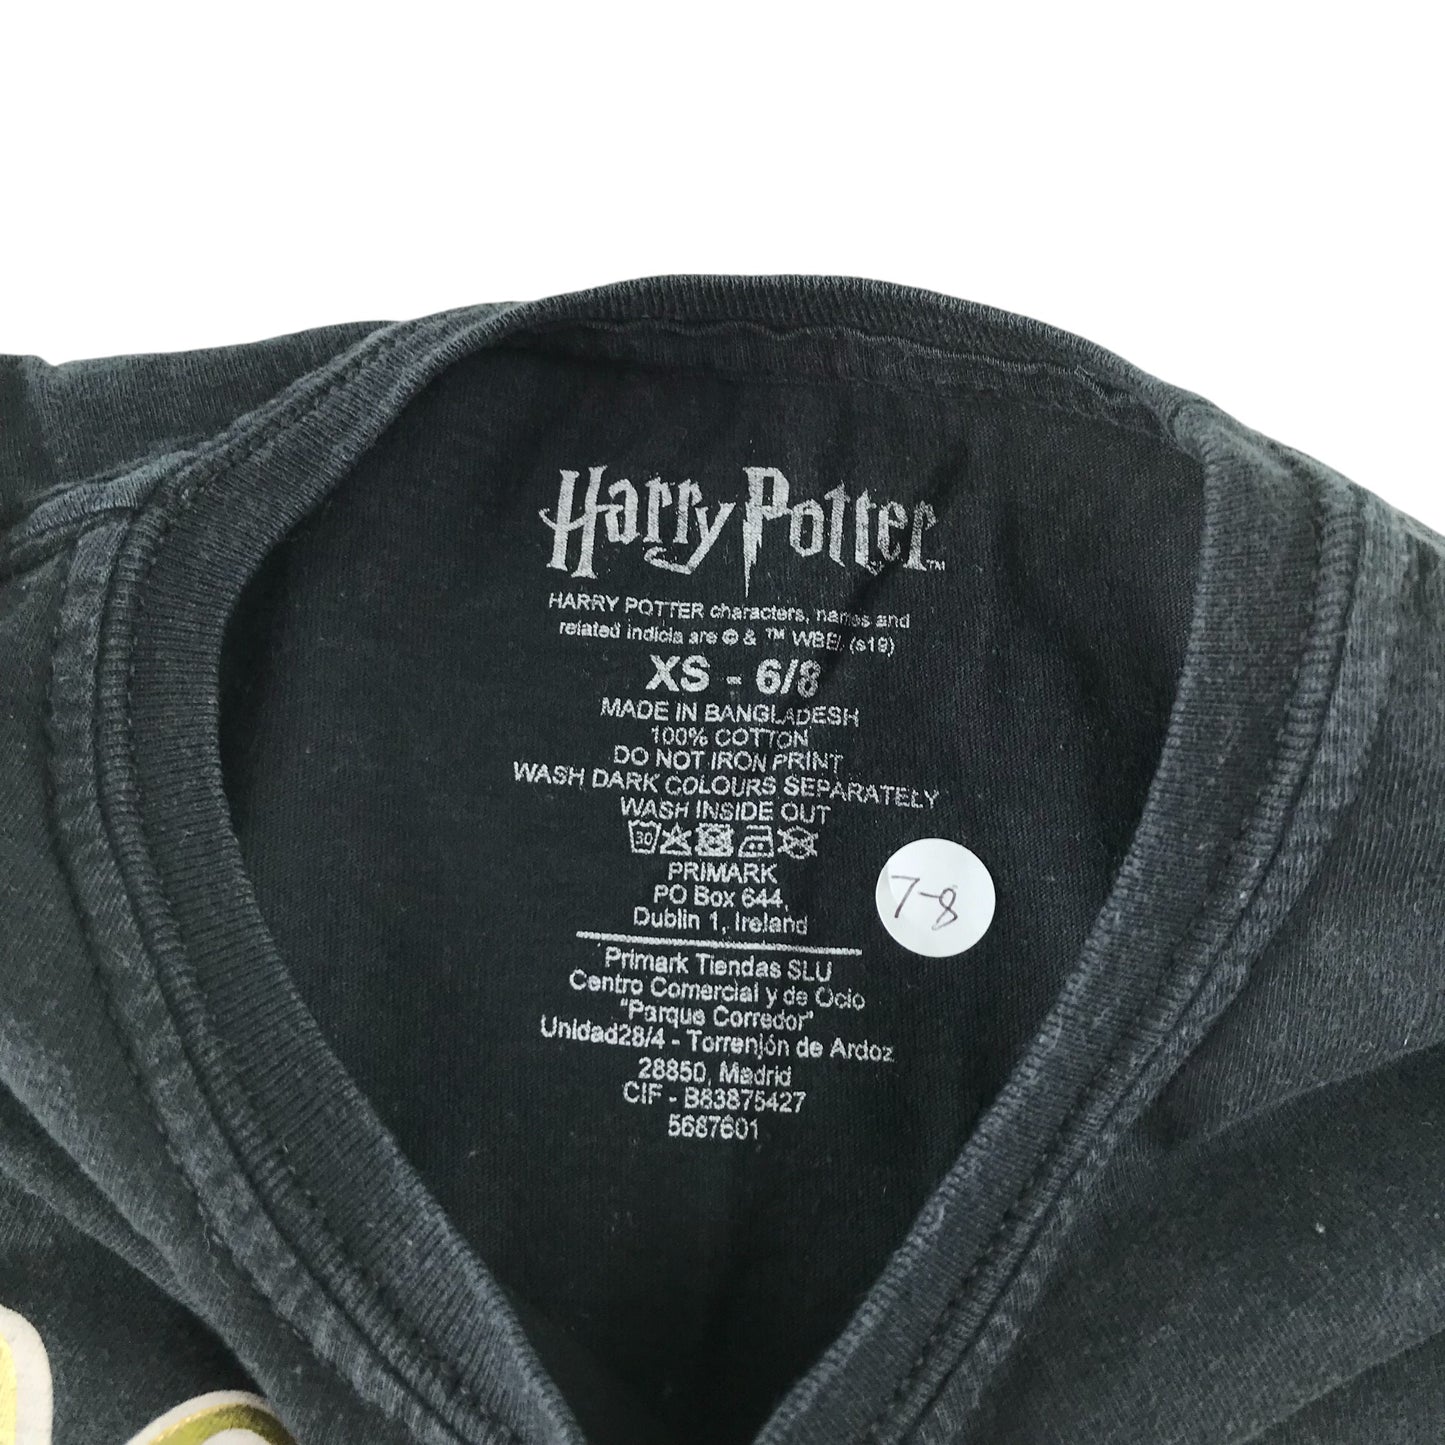 Harry Potter™
HARRY POTTER characters, names and
related indicia are © & ™ WBEI. (s19)
XS - 6/8
MADE IN BANGLADESH
100% COTTON
DO NOT IRON PRINT
WASH DARK COLOURS SEPARATELY
WASH INSIDE OUT
30
PRIMARK
PO Box 644,
Dublin 1, Ireland
7-8
Primark Tiendas SLU
Centro Comercial y de Ocio
"Parque Corredor"
Unidad28/4 - Torrenjón de Ardoz
28850, Madrid
CIF - B83875427
5687601